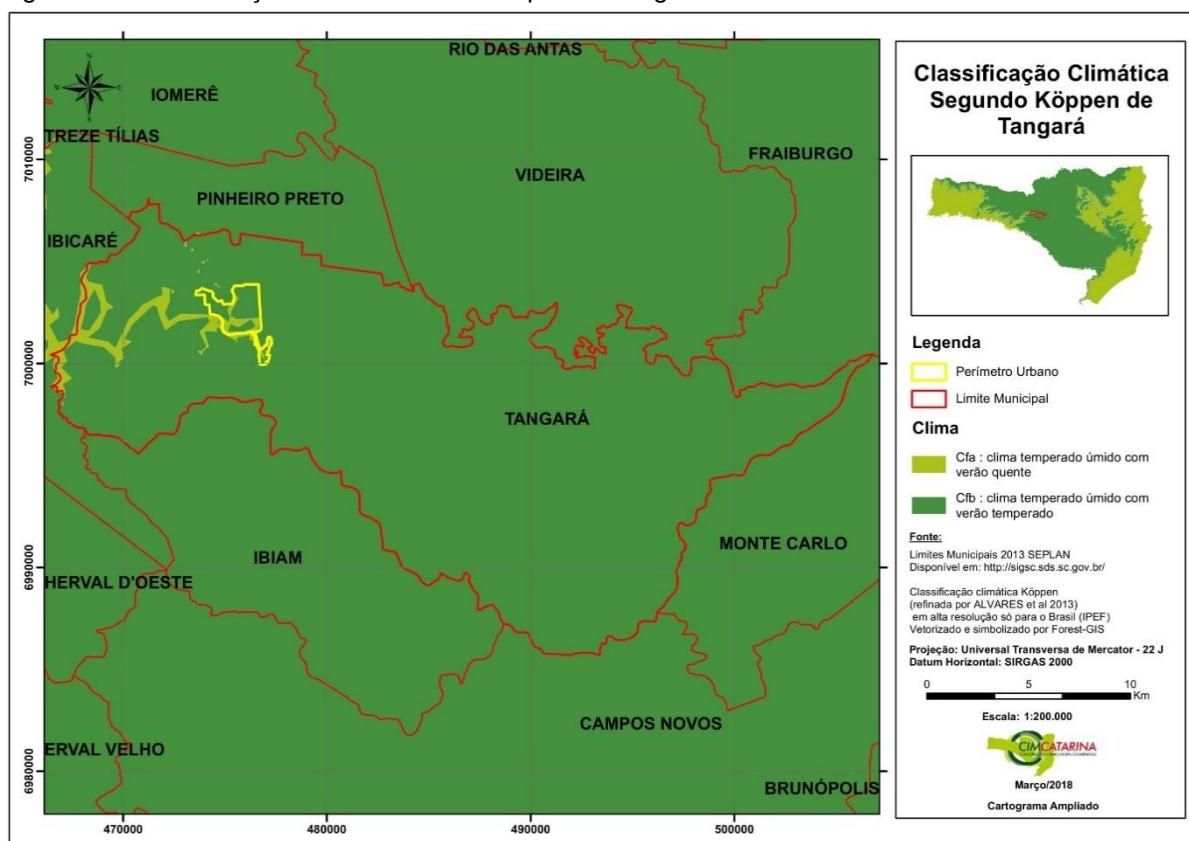 RIO DAS ANTAS
IOMERÊ
TREZE TÍLIAS
FRAIBURGO
VIDEIRA
PINHEIRO PRETO
IBICARÉ
TANGARÁ
MONTE CARLO
IBIAM
HERVAL D'OESTE
CAMPOS NOVOS
ERVAL VELHO
BRUNÓPOLIS
N
W
E
S
7010000
7000000
6990000
6980000
470000
480000
490000
500000
Classificação Climática
Segundo Köppen de
Tangará
Legenda
Perímetro Urbano
Limite Municipal
Clima
Cfa : clima temperado úmido com
verão quente
Cfb : clima temperado úmido com
verão temperado
Fonte:
Limites Municipais 2013 SEPLAN
Disponível em: http://sigsc.sds.sc.gov.br/
Classificação climática Köppen
(refinada por ALVARES et al 2013)
em alta resolução só para o Brasil (IPEF)
Vetorizado e simbolizado por Forest-GIS
Projeção: Universal Transversa de Mercator - 22 J
Datum Horizontal: SIRGAS 2000
0 5 10
Km
Escala: 1:200.000
CIMCATARINA
Março/2018
Cartograma Ampliado